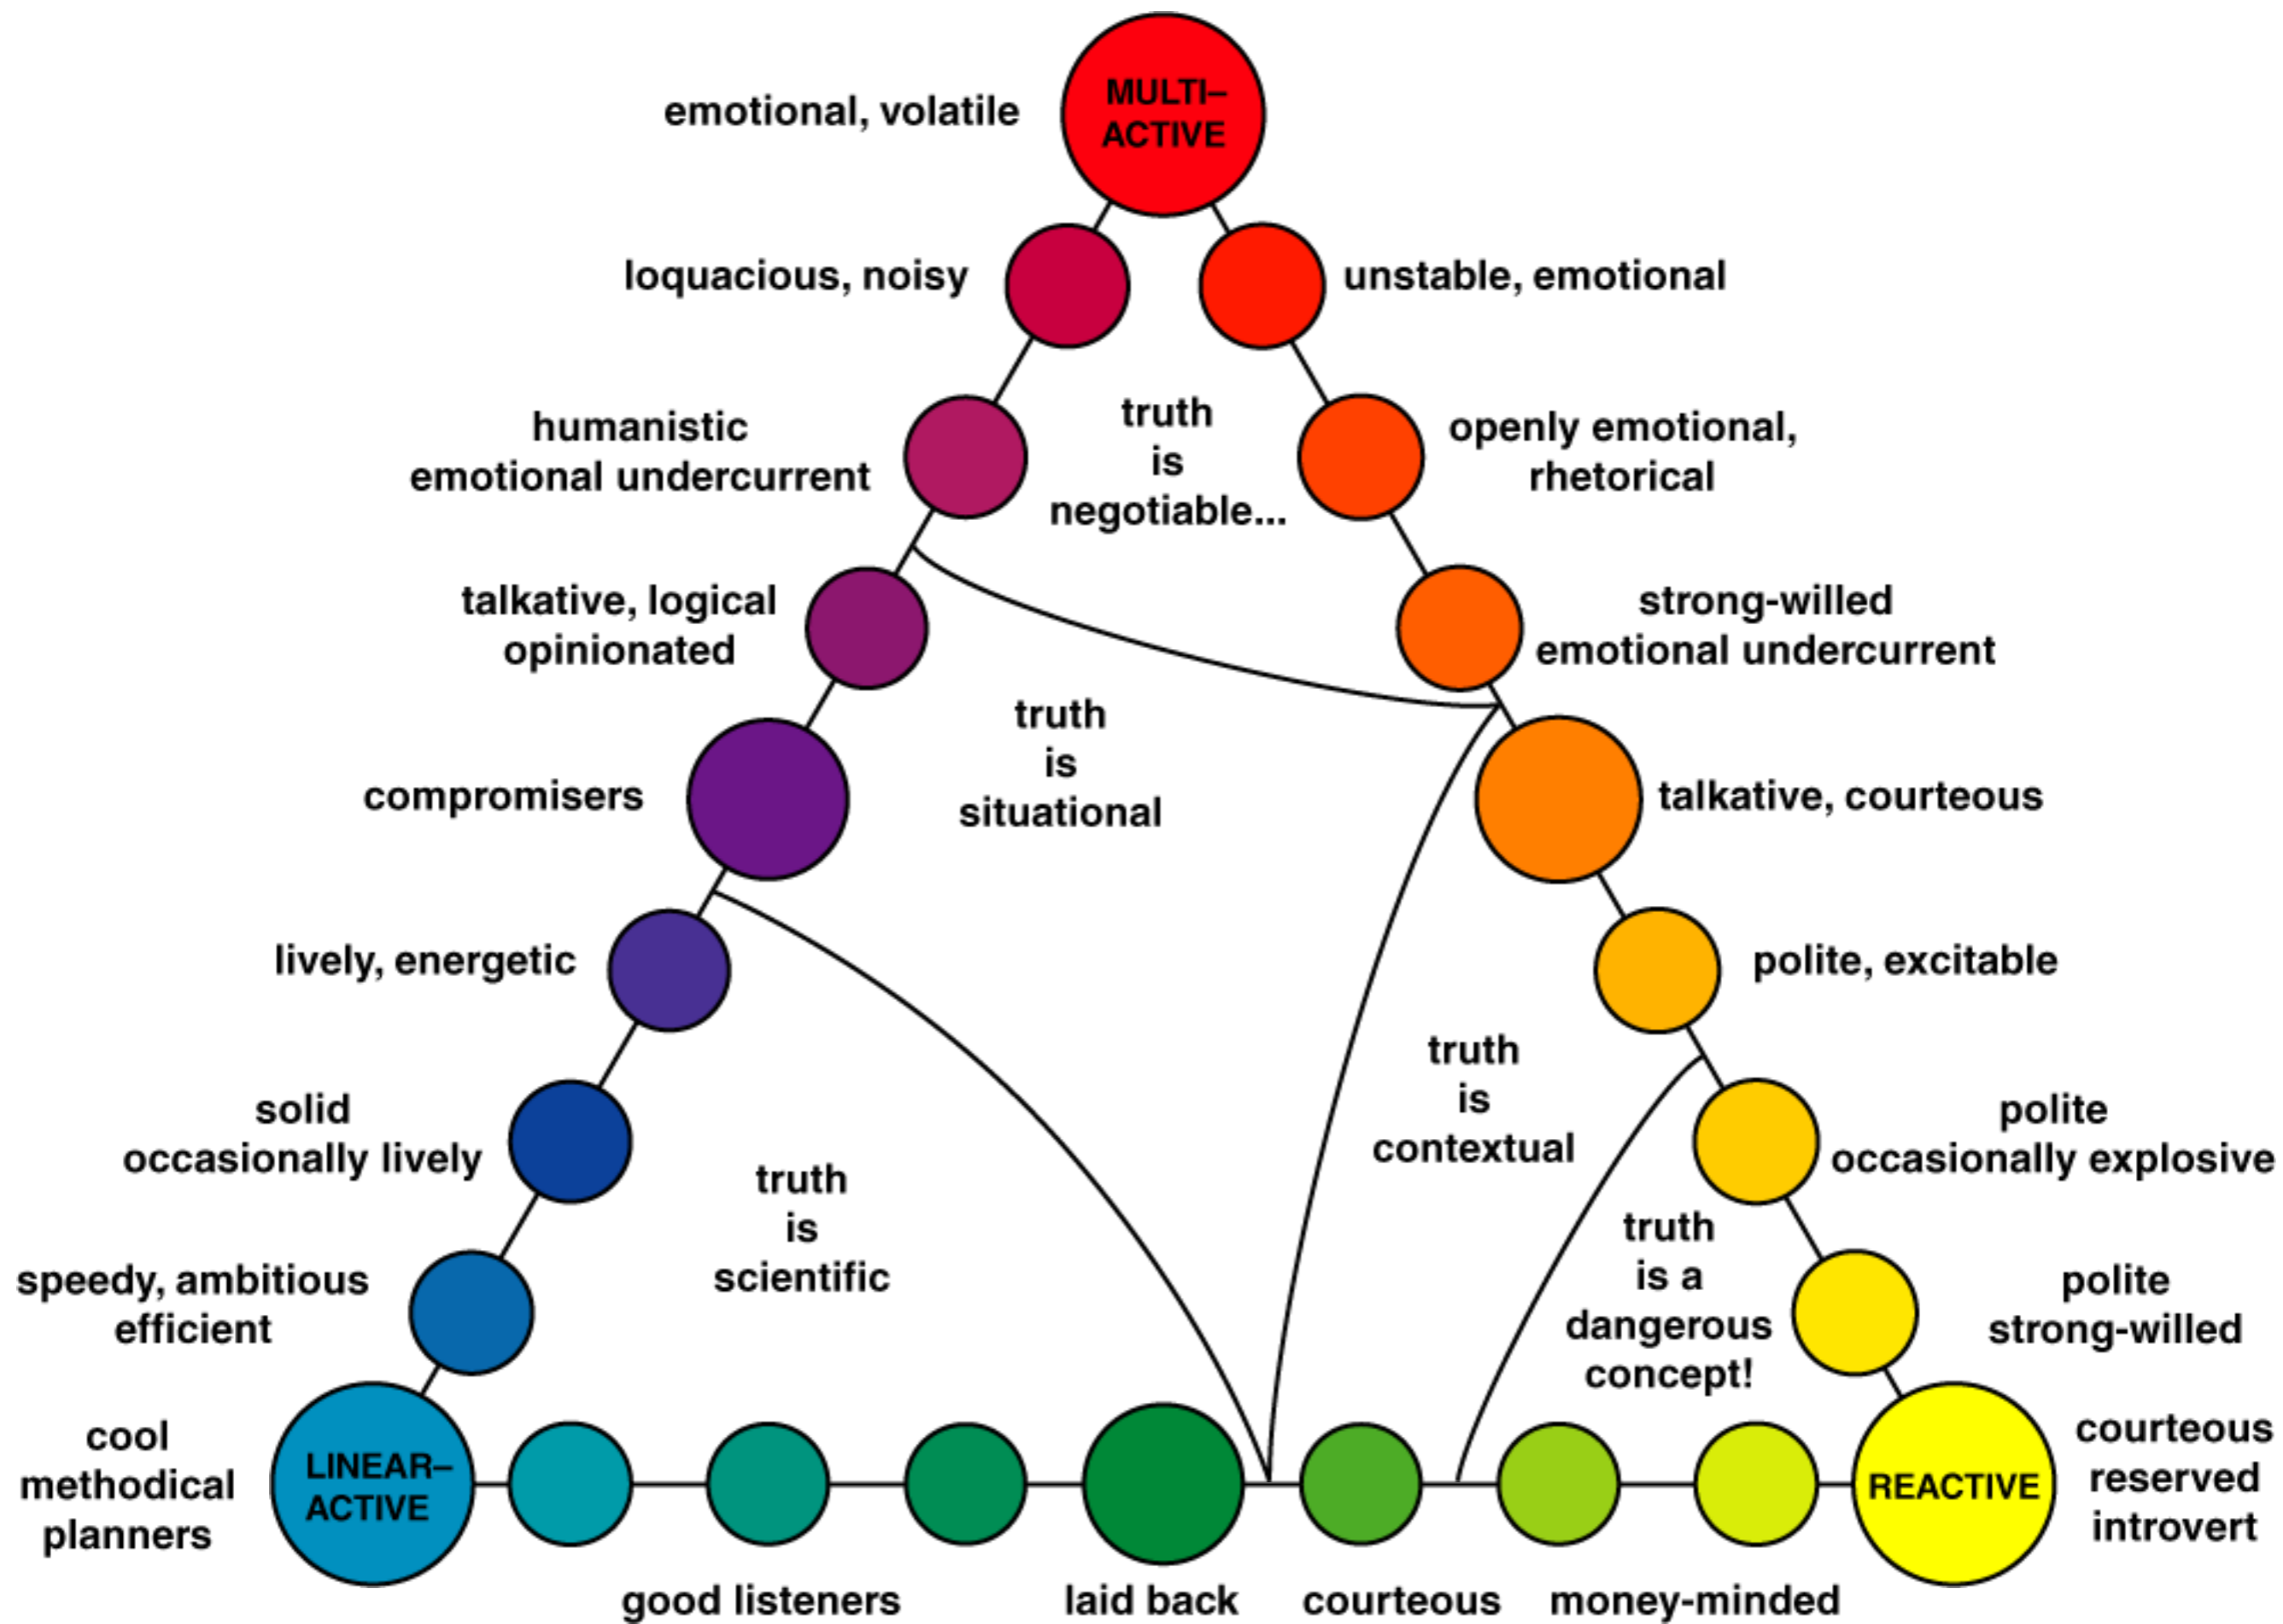 MULTI–
ACTIVE
emotional, volatile
loquacious, noisy
unstable, emotional
humanistic
emotional undercurrent
truth
is
negotiable...
openly emotional,
rhetorical
talkative, logical
opinionated
strong-willed
emotional undercurrent
compromisers
truth
is
situational
talkative, courteous
lively, energetic
polite, excitable
solid
occasionally lively
truth
is
scientific
truth
is
contextual
polite
occasionally explosive
speedy, ambitious
efficient
truth
is a
dangerous
concept!
polite
strong-willed
cool
methodical
planners
LINEAR–
ACTIVE
REACTIVE
courteous
reserved
introvert
good listeners
laid back
courteous
money-minded